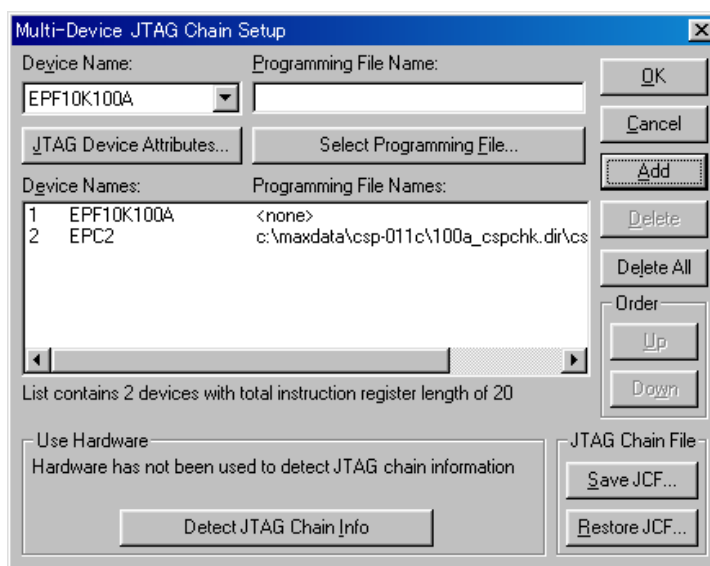 Multi-Device JTAG Chain Setup
Device Name:
Programming File Name:
EPF10K100A
OK
JTAG Device Attributes...
Select Programming File...
Cancel
Add
Device Names:
Programming File Names:
1 EPF10K100A <none>
2 EPC2 c:\maxdata\csp-011c\100a_cspchk.dir\cs
Delete
Delete All
Order
Up
Down
List contains 2 devices with total instruction register length of 20
Use Hardware
Hardware has not been used to detect JTAG chain information
Detect JTAG Chain Info
JTAG Chain File
Save JCF...
Restore JCF...